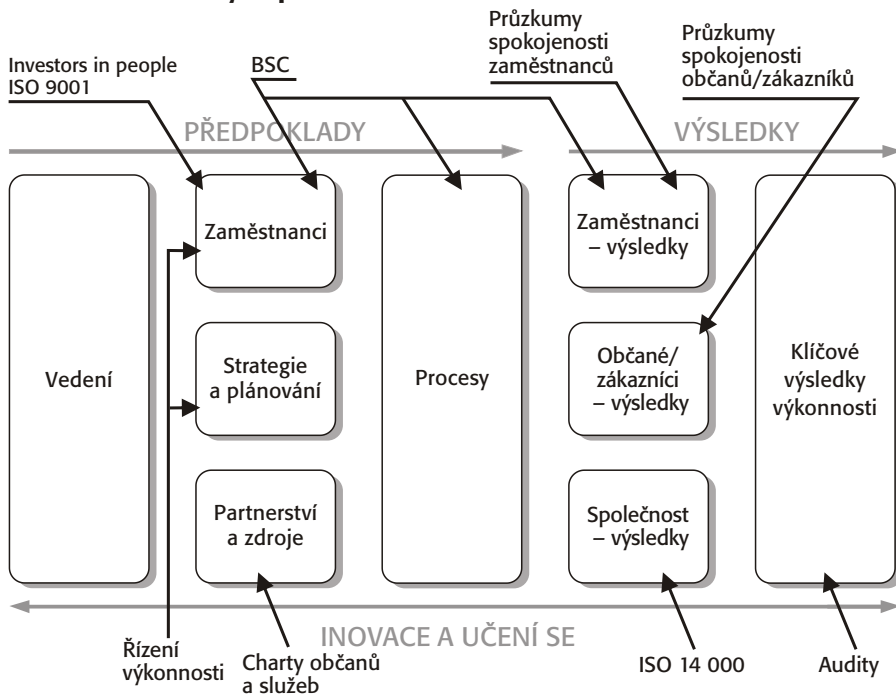 Investors in people
ISO 9001
BSC
Průzkumy
spokojenosti
zaměstnanců
Průzkumy
spokojenosti
občanů/zákazníků
PŘEDPOKLADY
VÝSLEDKY
Vedení
Zaměstnanci
Strategie
a plánování
Partnerství
a zdroje
Procesy
Zaměstnanci
– výsledky
Občané/
zákazníci
– výsledky
Společnost
– výsledky
Klíčové
výsledky
výkonnosti
INOVACE A UČENÍ SE
Řízení
výkonnosti
Charty občanů
a služeb
ISO 14 000
Audity